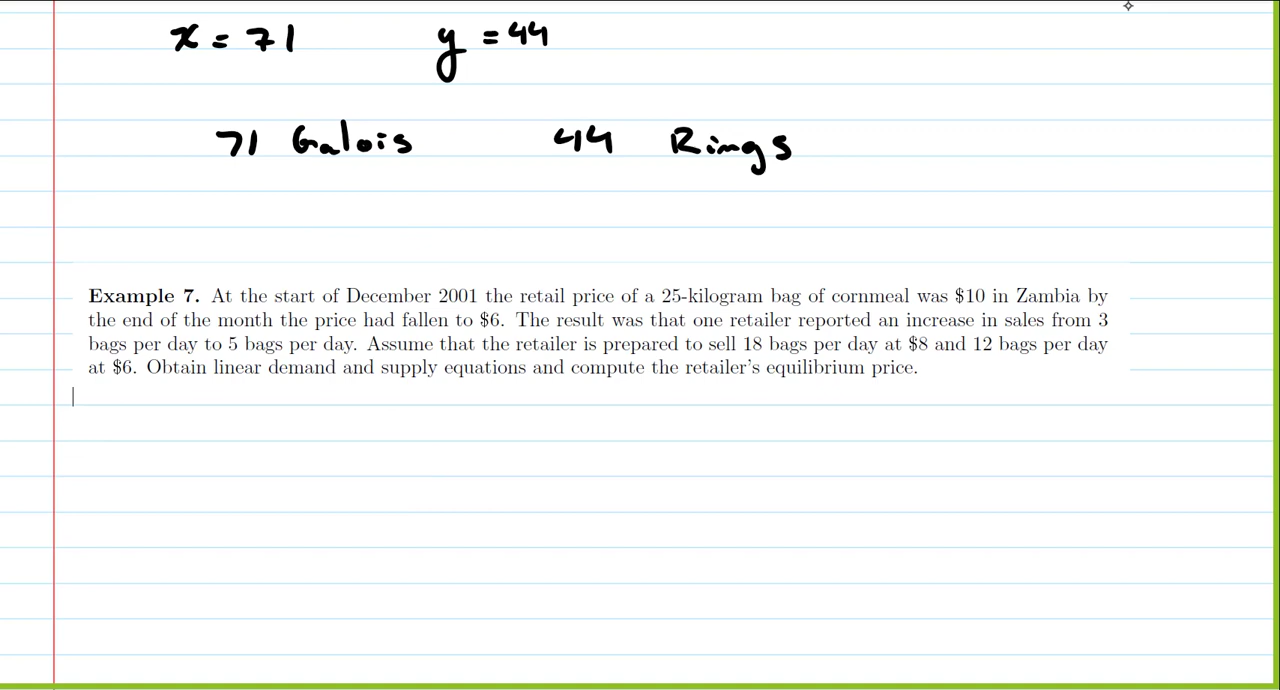 x = 71 y = 44
71 Galois 44 Rings
Example 7. At the start of December 2001 the retail price of a 25-kilogram bag of cornmeal was $10 in Zambia by
the end of the month the price had fallen to $6. The result was that one retailer reported an increase in sales from 3
bags per day to 5 bags per day. Assume that the retailer is prepared to sell 18 bags per day at $8 and 12 bags per day
at $6. Obtain linear demand and supply equations and compute the retailer's equilibrium price.